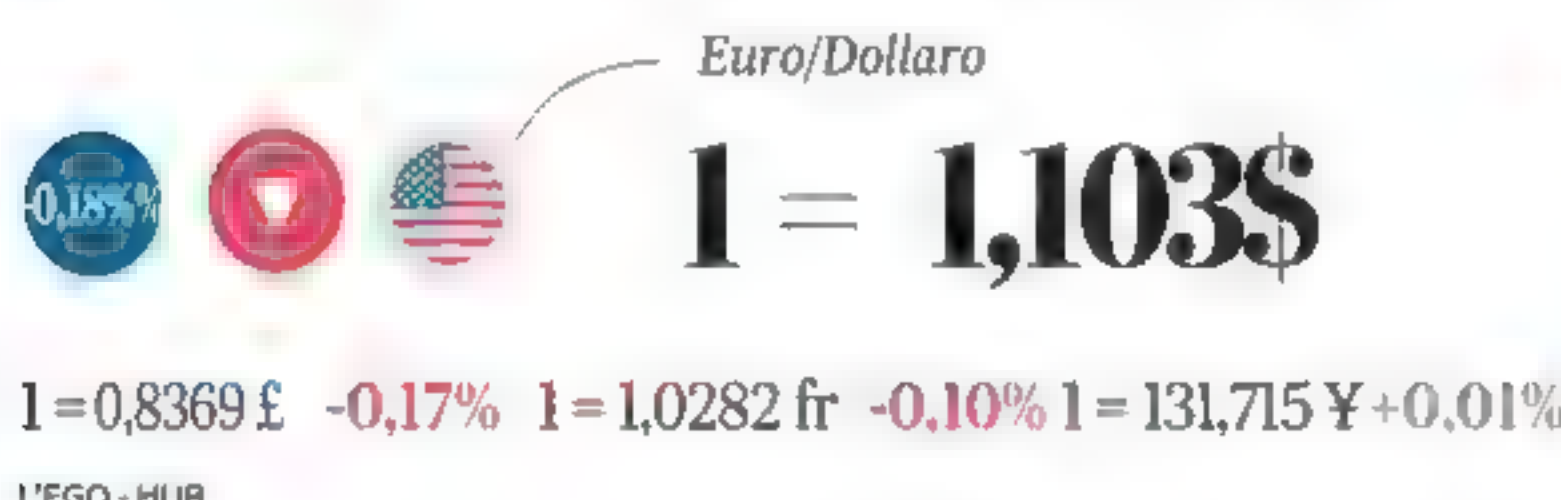 Euro/Dollaro
-0,18%% 1 = 1,103$
1 = 0,8369 £ -0,17% 1 = 1,0282 fr -0,10% 1 = 131,715 ¥ +0,01%
L'EGO - HUB